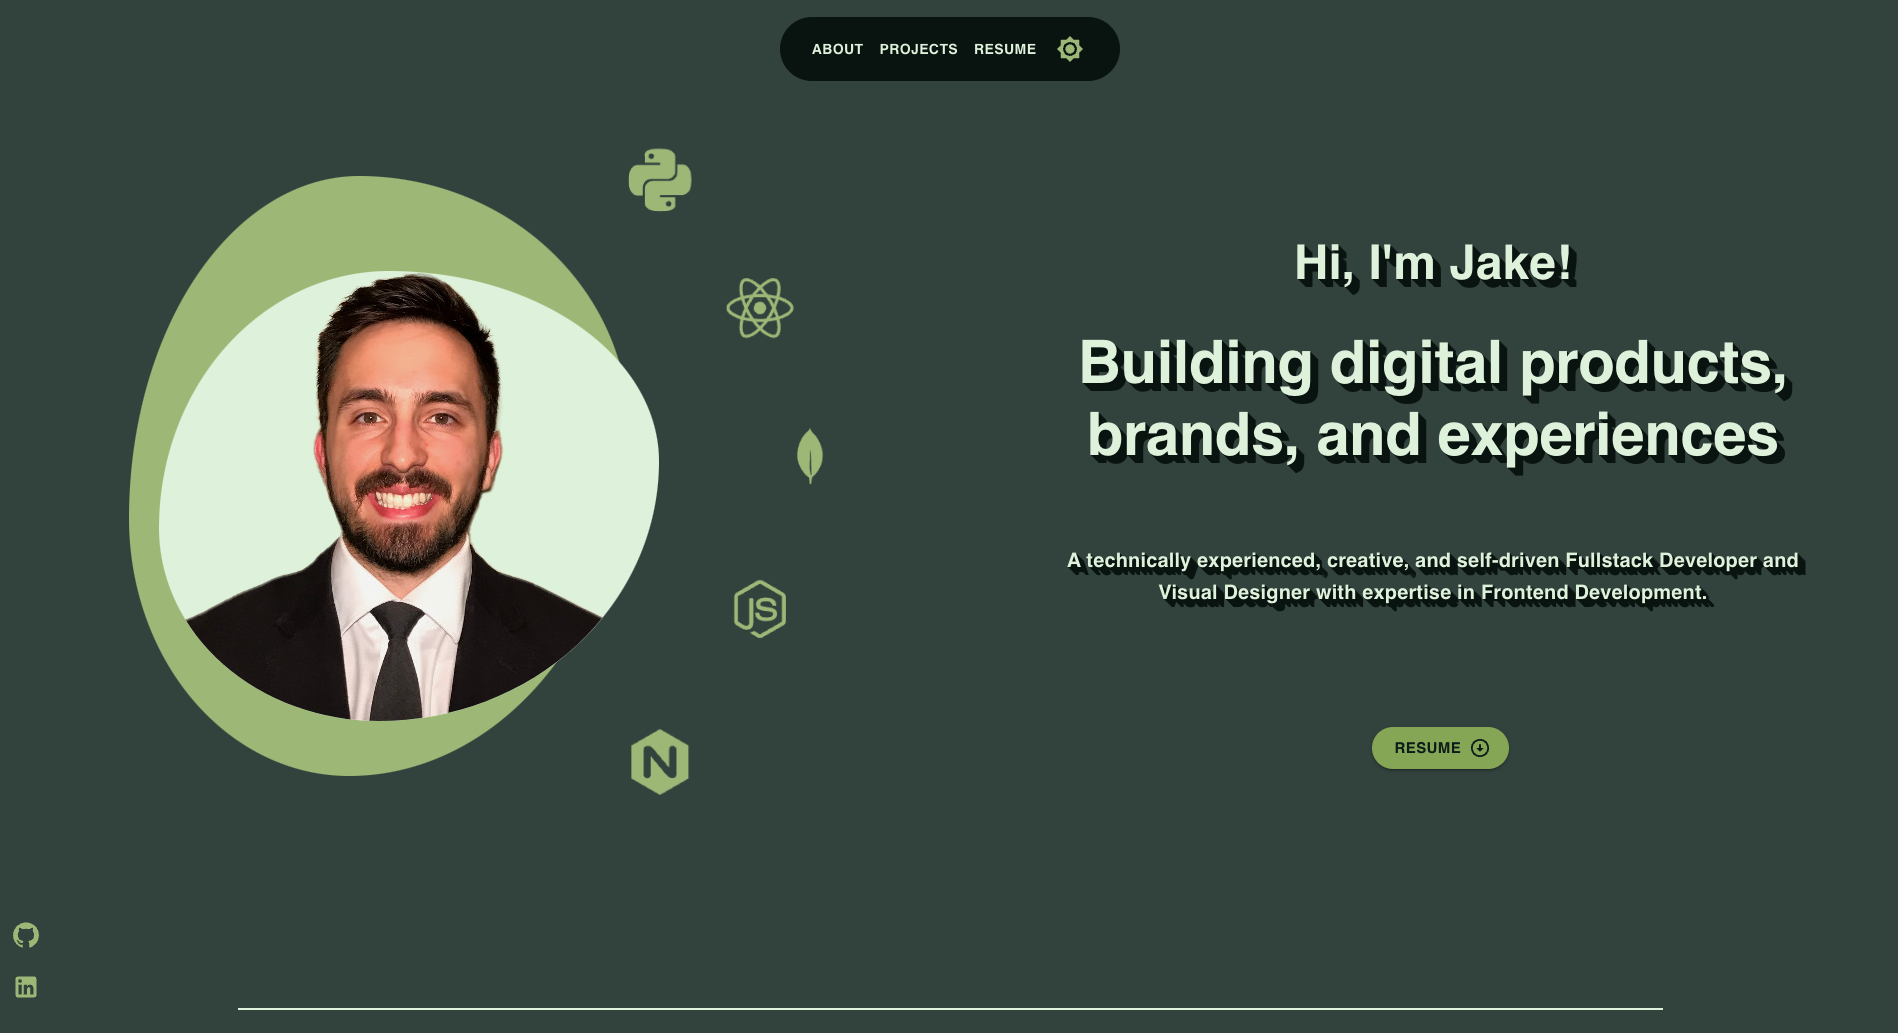 ABOUT PROJECTS RESUME
Hi, I'm Jake!
Building digital products,
brands, and experiences
A technically experienced, creative, and self-driven Fullstack Developer and
Visual Designer with expertise in Frontend Development.
JS
N
RESUME
in